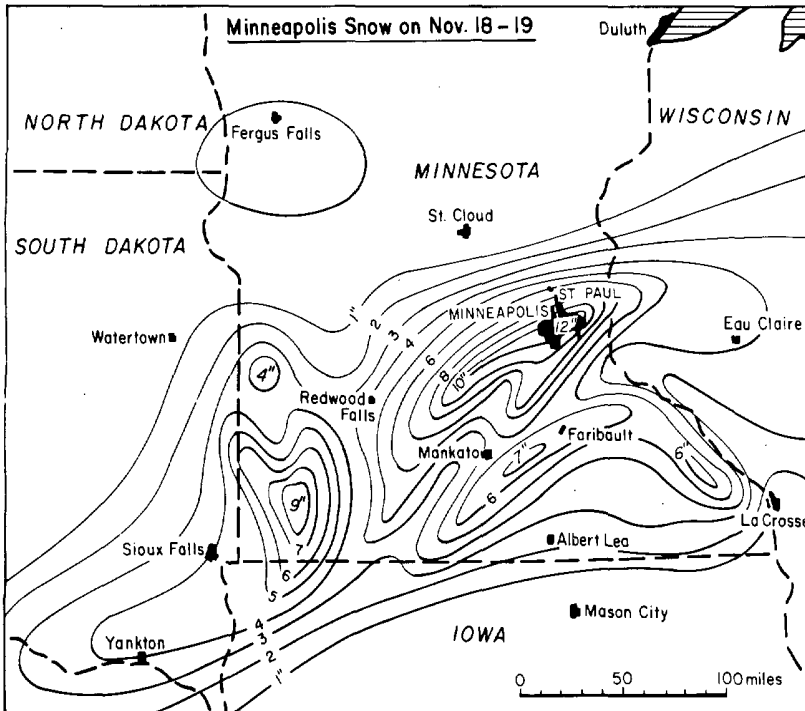 Minneapolis Snow on Nov. 18-19
Duluth
NORTH DAKOTA
Fergus Falls
WISCONSIN
MINNESOTA
St. Cloud
SOUTH DAKOTA
ST PAUL
MINNEAPOLIS
12"
1"
2
3
4
6
8
10"
Watertown
Eau Claire
4"
Redwood
Falls
Mankato
Faribault
7"
6
6"
9"
7
6
5
La Crosse
Sioux Falls
Albert Lea
Mason City
4
3
2
1"
IOWA
Yankton
0 50 100 miles